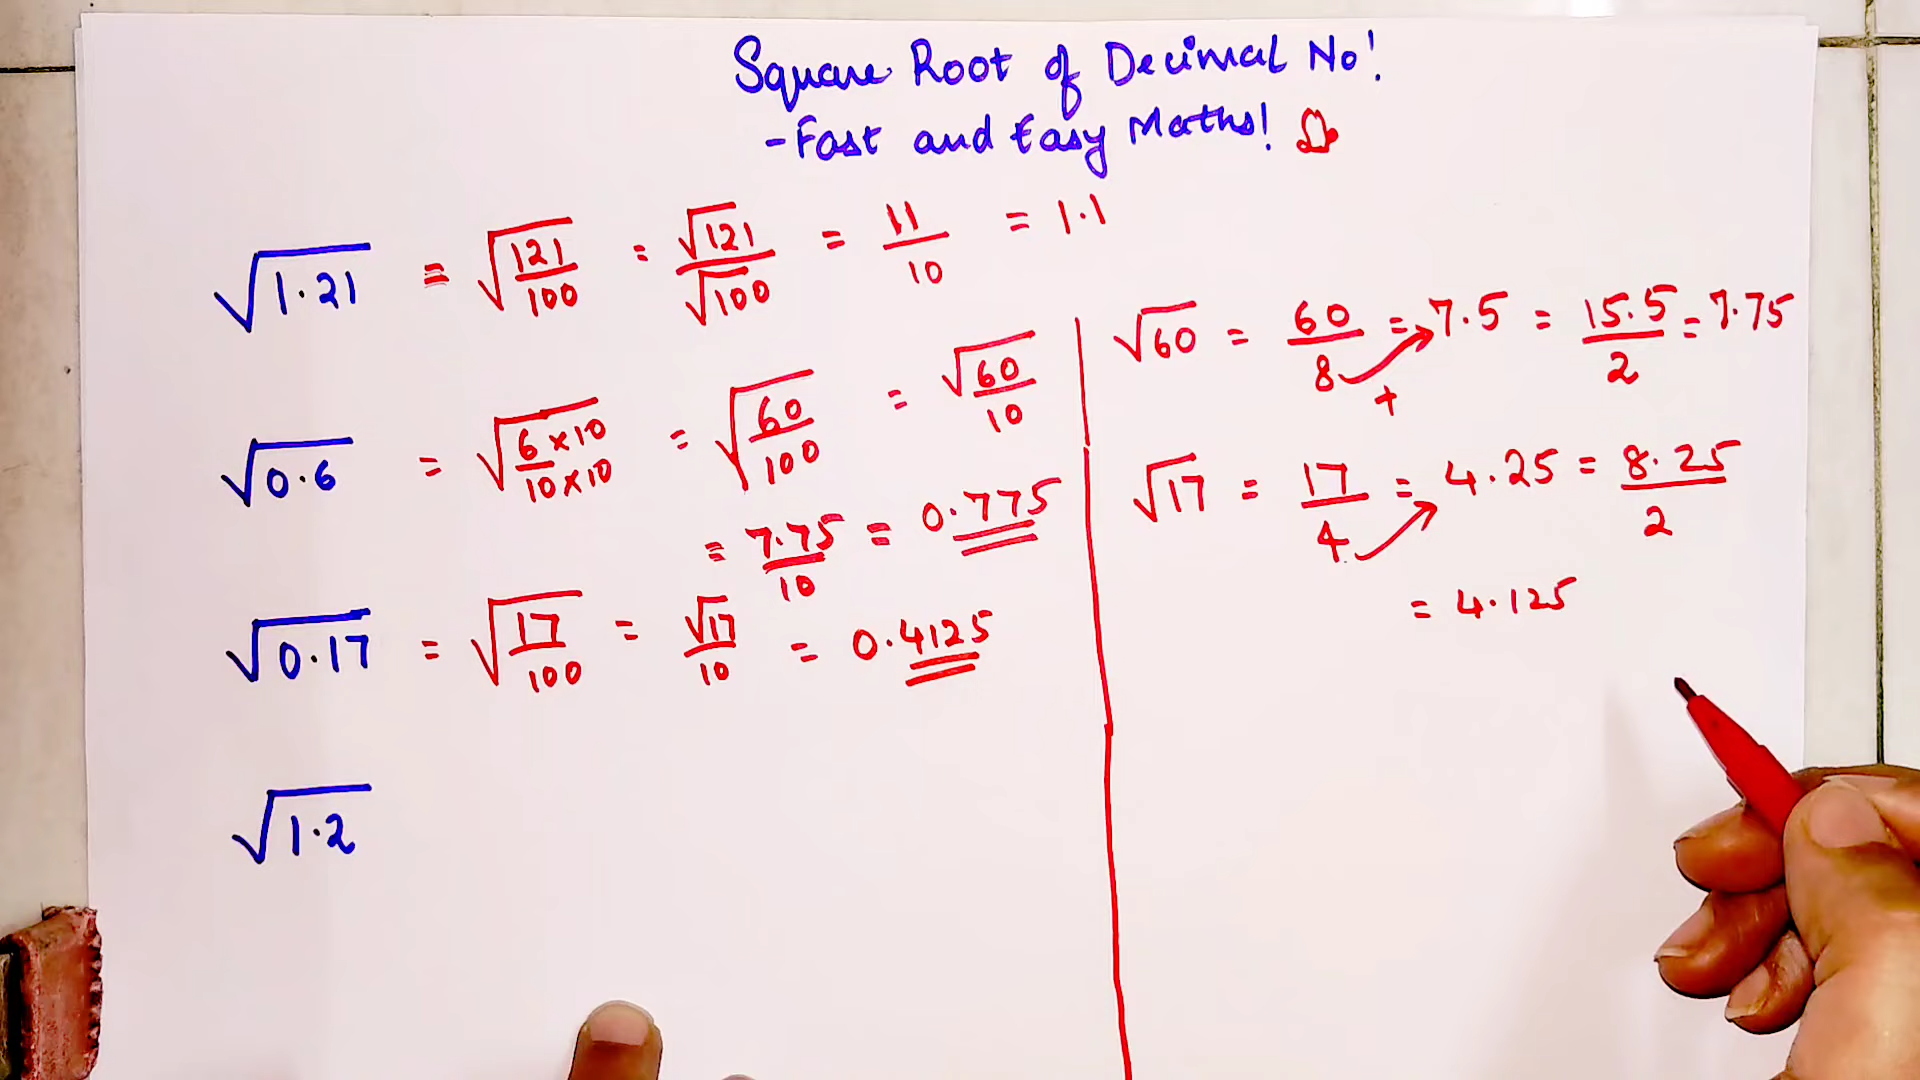 Square Root of Decimal No!
-Fast and Easy Maths!
√1.21 = √(121/100) = √121/√100 = 11/10 = 1.1
√0.6 = √(6×10/10×10) = √(60/100) = √60/10
= 7.75/10 = 0.775
√0.17 = √(17/100) = √17/10 = 0.4125
√1.2
√60 = 60/8 = 7.5 = 15.5/2 = 7.75
+
√17 = 17/4 = 4.25 = 8.25/2
= 4.125